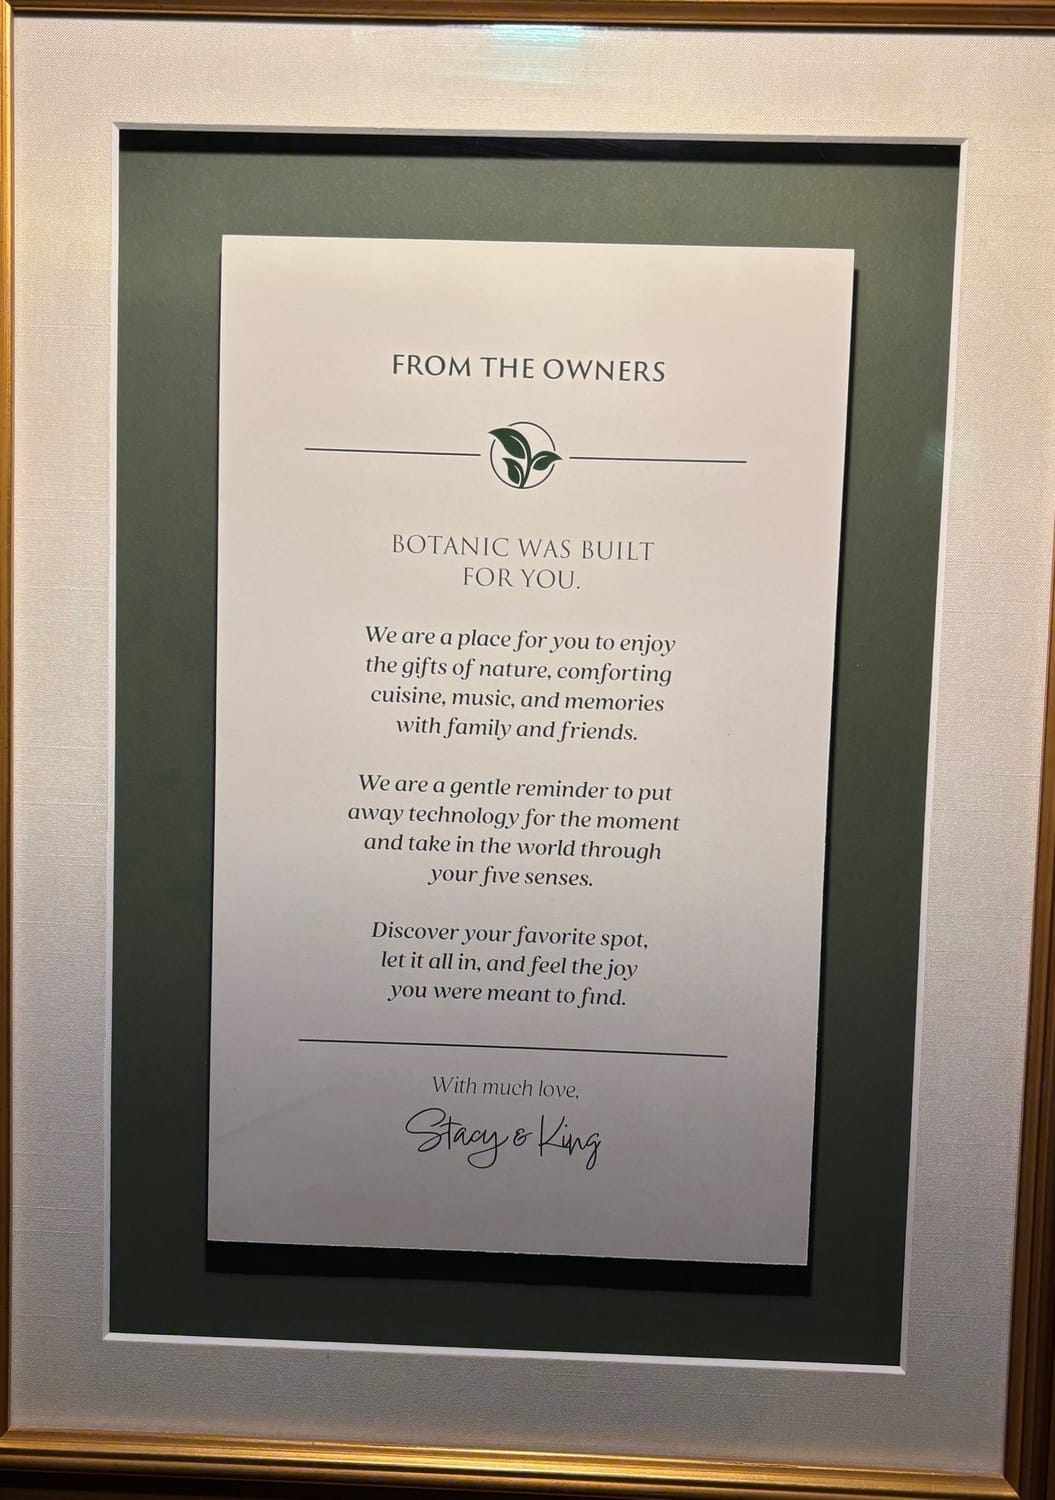 FROM THE OWNERS
BOTANIC WAS BUILT
FOR YOU.
We are a place for you to enjoy
the gifts of nature, comforting
cuisine, music, and memories
with family and friends.
We are a gentle reminder to put
away technology for the moment
and take in the world through
your five senses.
Discover your favorite spot,
let it all in, and feel the joy
you were meant to find.
With much love,
Stacy & King